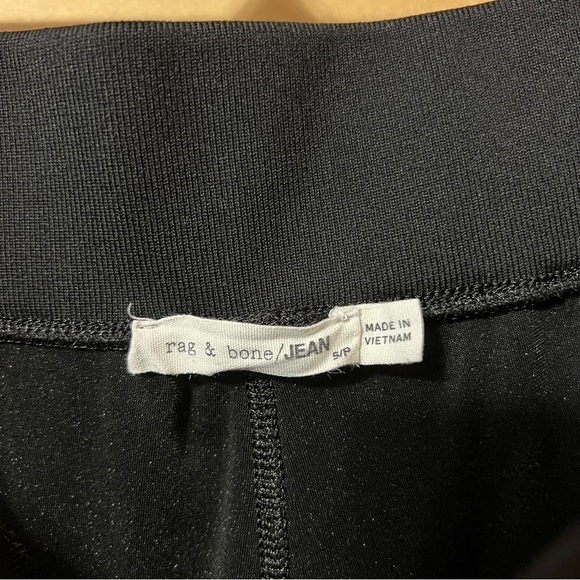 rag & bone/JEAN
S/P
MADE IN
VIETNAM